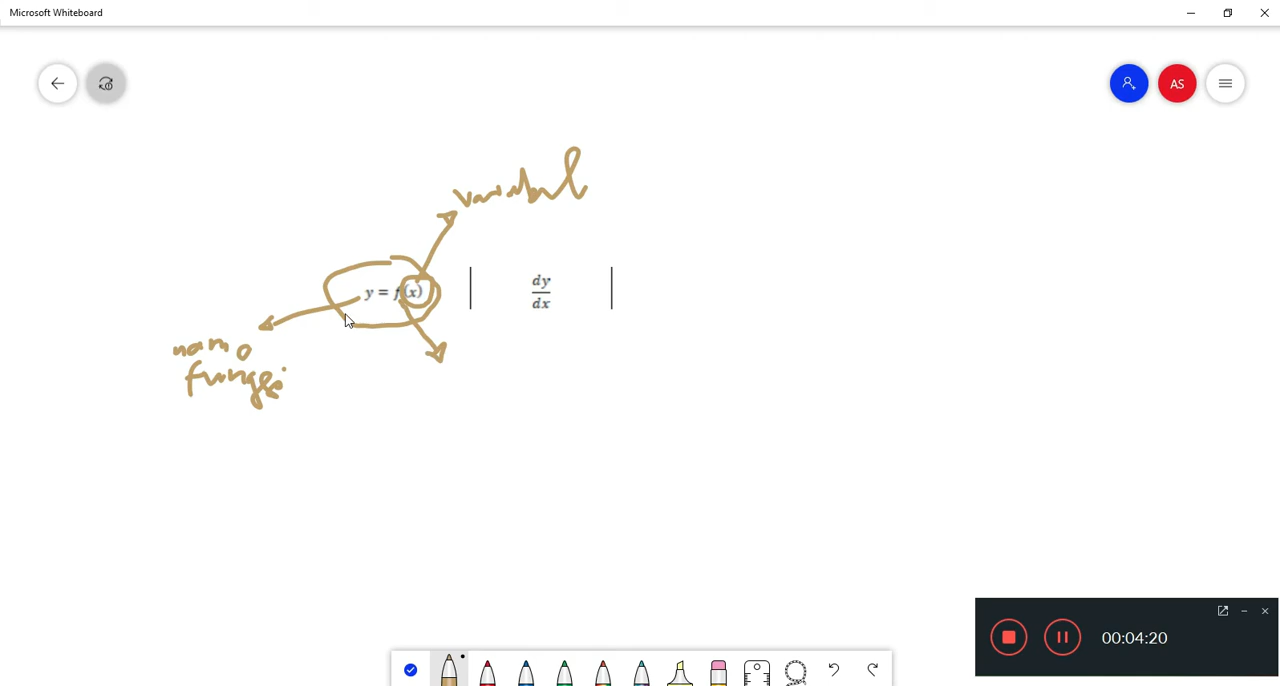 Microsoft Whiteboard
AS
variabel
y = f(x)
dy
dx
nama
fungsi
00:04:20